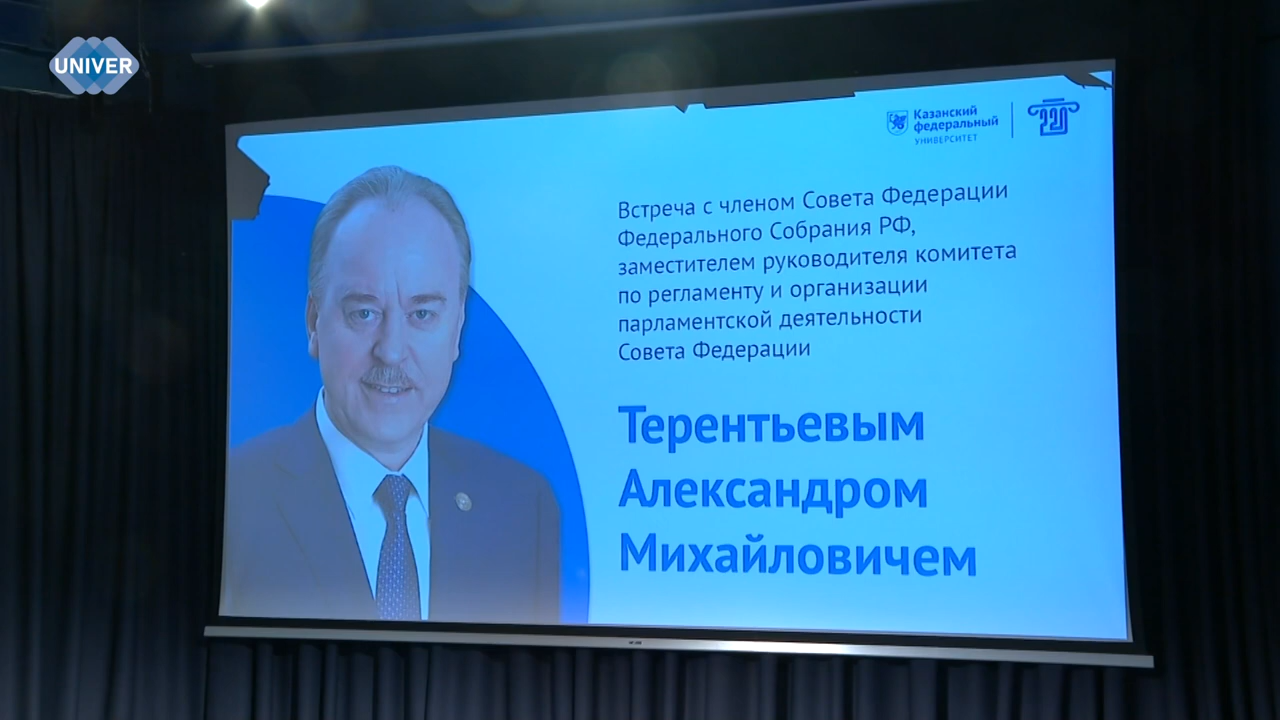 UNIVER
Казанский
федеральный
УНИВЕРСИТЕТ
220
Встреча с членом Совета Федерации
Федерального Собрания РФ,
заместителем руководителя комитета
по регламенту и организации
парламентской деятельности
Совета Федерации
Терентьевым
Александром
Михайловичем